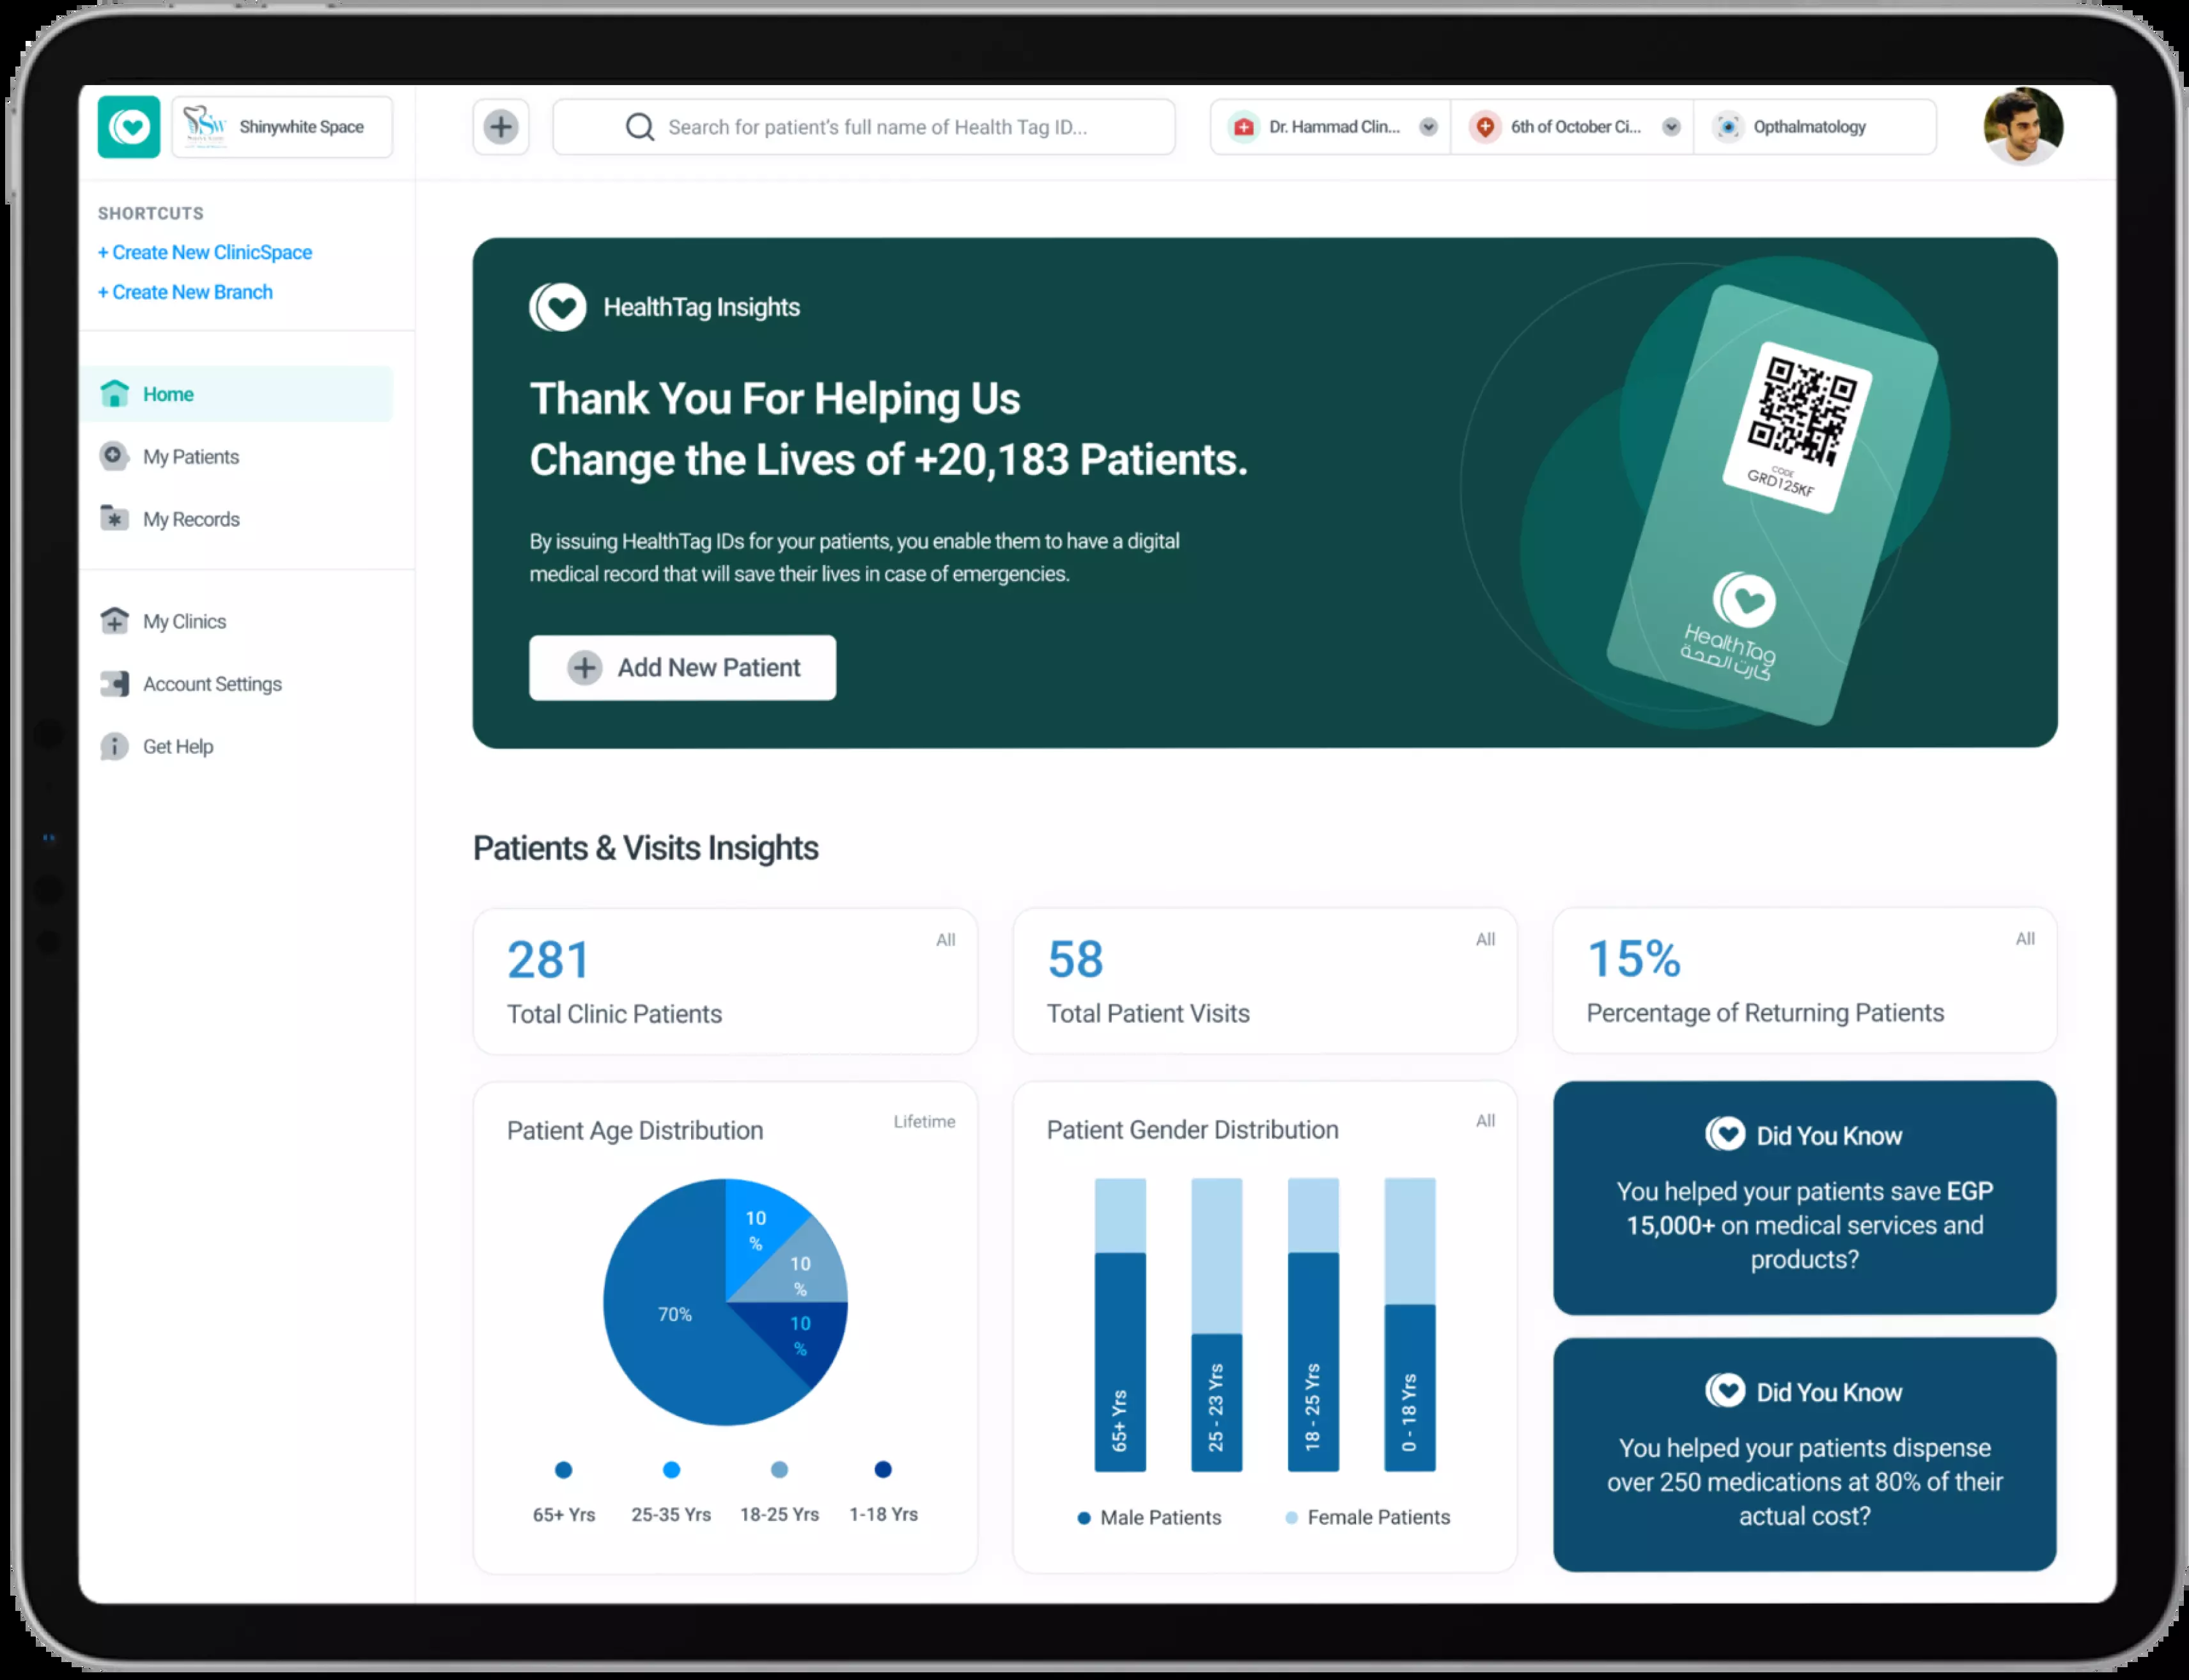 Shinywhite Space
Search for patient's full name of Health Tag ID...
Dr. Hammad Clin...
6th of October Ci...
Opthalmatology
SHORTCUTS
+ Create New ClinicSpace
+ Create New Branch
Home
My Patients
My Records
My Clinics
Account Settings
Get Help
HealthTag Insights
Thank You For Helping Us
Change the Lives of +20,183 Patients.
By issuing HealthTag IDs for your patients, you enable them to have a digital
medical record that will save their lives in case of emergencies.
Add New Patient
CODE
GRD125KF
HealthTag
كارت الصحة
Patients & Visits Insights
281
All
Total Clinic Patients
58
All
Total Patient Visits
15%
All
Percentage of Returning Patients
Patient Age Distribution
Lifetime
10
%
10
%
10
%
70%
65+ Yrs
25-35 Yrs
18-25 Yrs
1-18 Yrs
Patient Gender Distribution
All
65+ Yrs
25 - 23 Yrs
18 - 25 Yrs
0 - 18 Yrs
Male Patients
Female Patients
Did You Know
You helped your patients save EGP
15,000+ on medical services and
products?
Did You Know
You helped your patients dispense
over 250 medications at 80% of their
actual cost?